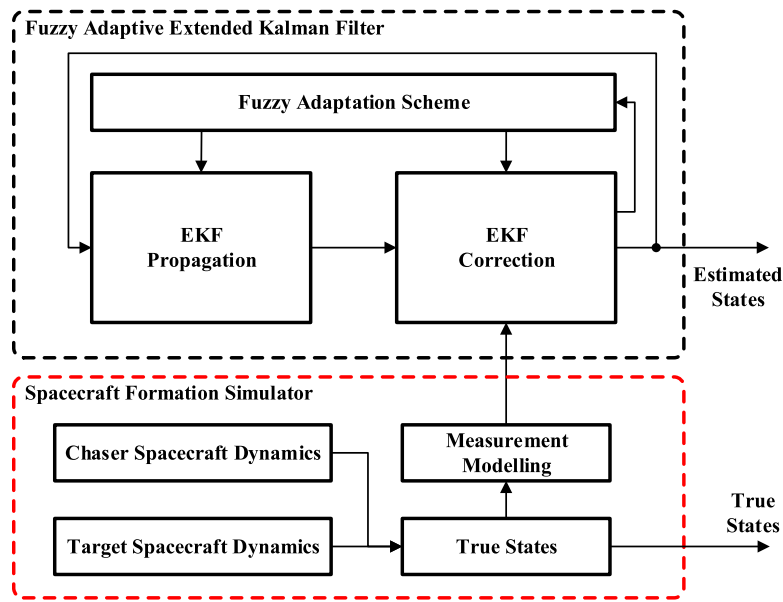 Fuzzy Adaptive Extended Kalman Filter
Fuzzy Adaptation Scheme
EKF
Propagation
EKF
Correction
Estimated
States
Spacecraft Formation Simulator
Chaser Spacecraft Dynamics
Measurement
Modelling
Target Spacecraft Dynamics
True States
True
States